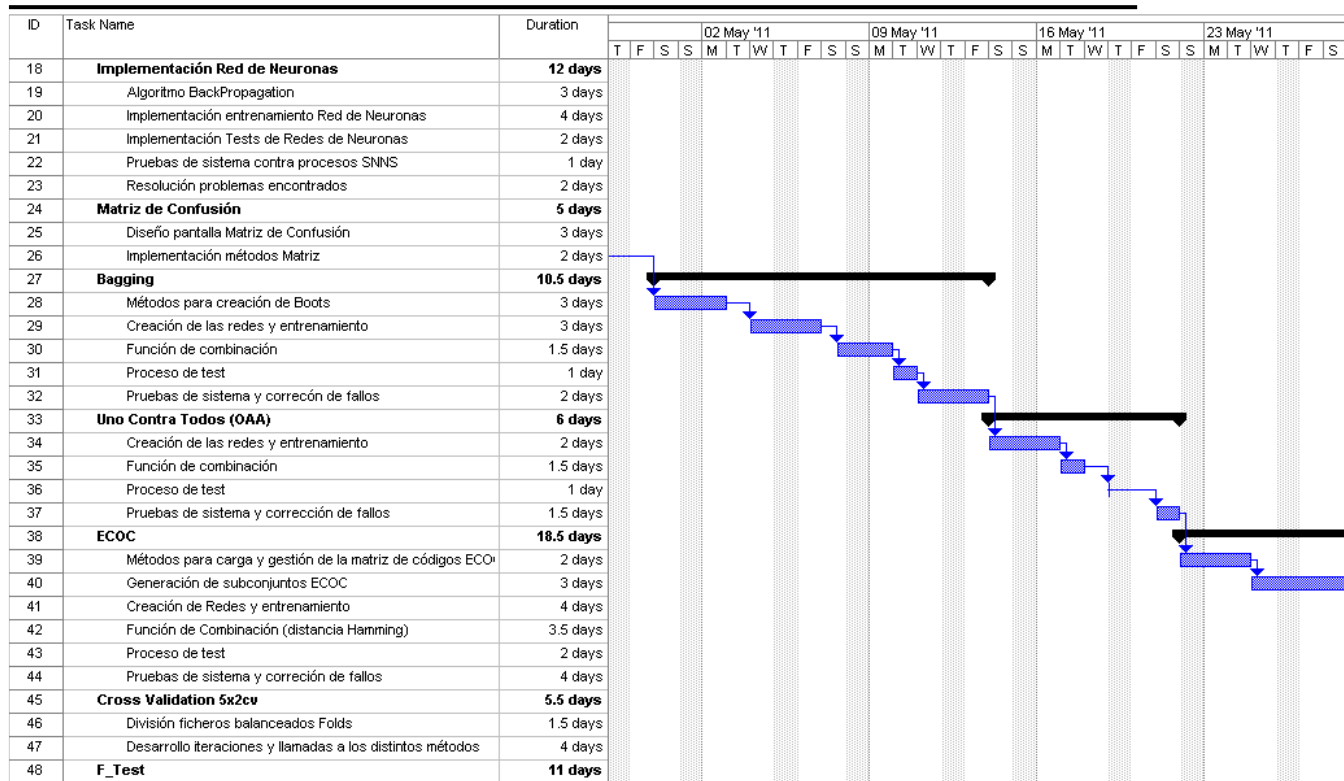 ID Task Name Duration 02 May '11 09 May '11 16 May '11 23 May '11
T F S S M T W T F S S M T W T F S S M T W T F S S M T W T F S
18 Implementación Red de Neuronas 12 days
19 Algoritmo BackPropagation 3 days
20 Implementación entrenamiento Red de Neuronas 4 days
21 Implementación Tests de Redes de Neuronas 2 days
22 Pruebas de sistema contra procesos SNNS 1 day
23 Resolución problemas encontrados 2 days
24 Matriz de Confusión 5 days
25 Diseño pantalla Matriz de Confusión 3 days
26 Implementación métodos Matriz 2 days
27 Bagging 10.5 days
28 Métodos para creación de Boots 3 days
29 Creación de las redes y entrenamiento 3 days
30 Función de combinación 1.5 days
31 Proceso de test 1 day
32 Pruebas de sistema y correcón de fallos 2 days
33 Uno Contra Todos (OAA) 6 days
34 Creación de las redes y entrenamiento 2 days
35 Función de combinación 1.5 days
36 Proceso de test 1 day
37 Pruebas de sistema y corrección de fallos 1.5 days
38 ECOC 18.5 days
39 Métodos para carga y gestión de la matriz de códigos ECO 2 days
40 Generación de subconjuntos ECOC 3 days
41 Creación de Redes y entrenamiento 4 days
42 Función de Combinación (distancia Hamming) 3.5 days
43 Proceso de test 2 days
44 Pruebas de sistema y correción de fallos 4 days
45 Cross Validation 5x2cv 5.5 days
46 División ficheros balanceados Folds 1.5 days
47 Desarrollo iteraciones y llamadas a los distintos métodos 4 days
48 F_Test 11 days